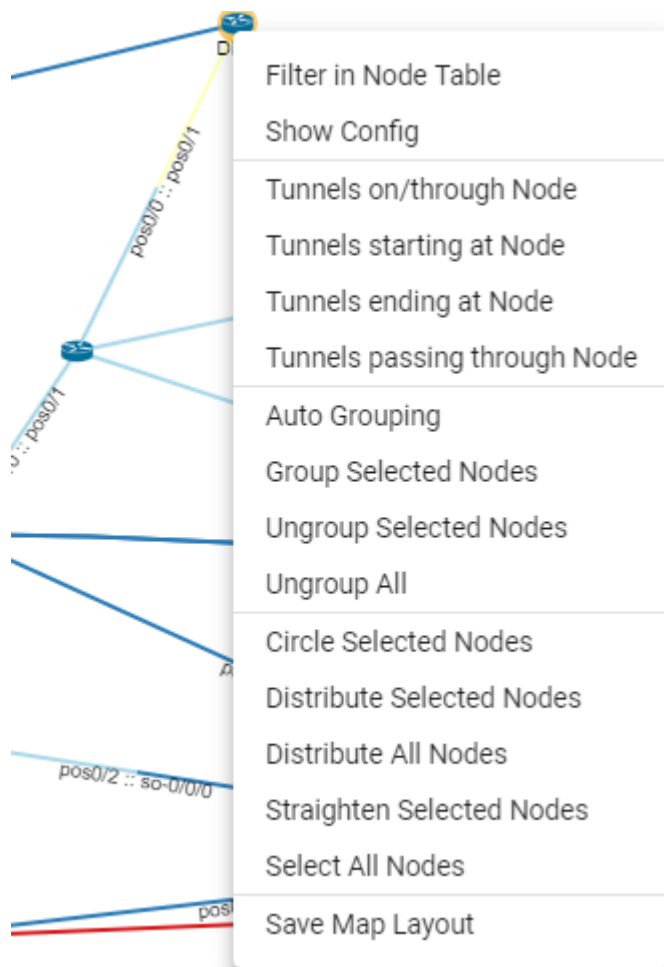 Filter in Node Table
Show Config
pos0/0 :: pos0/1
Tunnels on/through Node
Tunnels starting at Node
Tunnels ending at Node
Tunnels passing through Node
:: pos0/1
Auto Grouping
Group Selected Nodes
Ungroup Selected Nodes
Ungroup All
Circle Selected Nodes
Distribute Selected Nodes
Distribute All Nodes
pos0/2 :: so-0/0/0
Straighten Selected Nodes
Select All Nodes
Save Map Layout